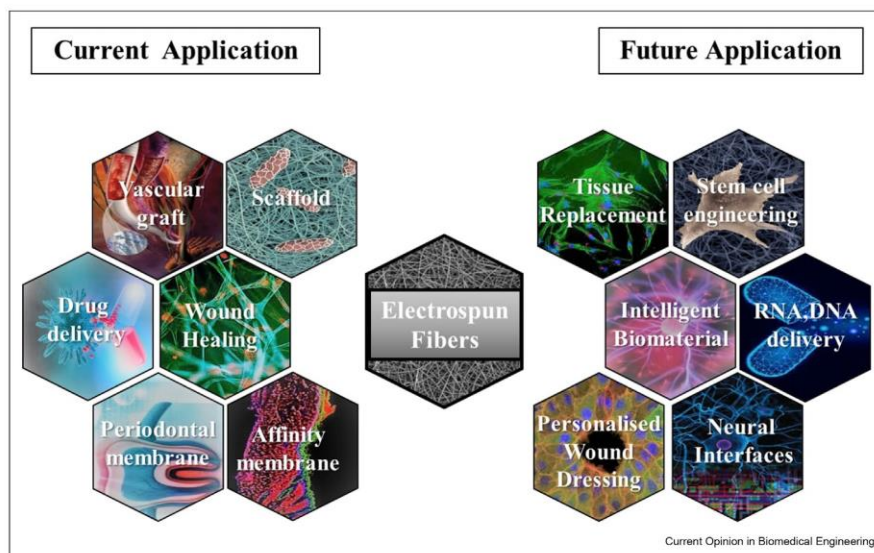 Current Application
Future Application
Vascular
graft
Scaffold
Tissue
Replacement
Stem cell
engineering
Drug
delivery
Wound
Healing
Electrospun
Fibers
Intelligent
Biomaterial
RNA,DNA
delivery
Periodontal
membrane
Affinity
membrane
Personalised
Wound
Dressing
Neural
Interfaces
Current Opinion in Biomedical Engineering